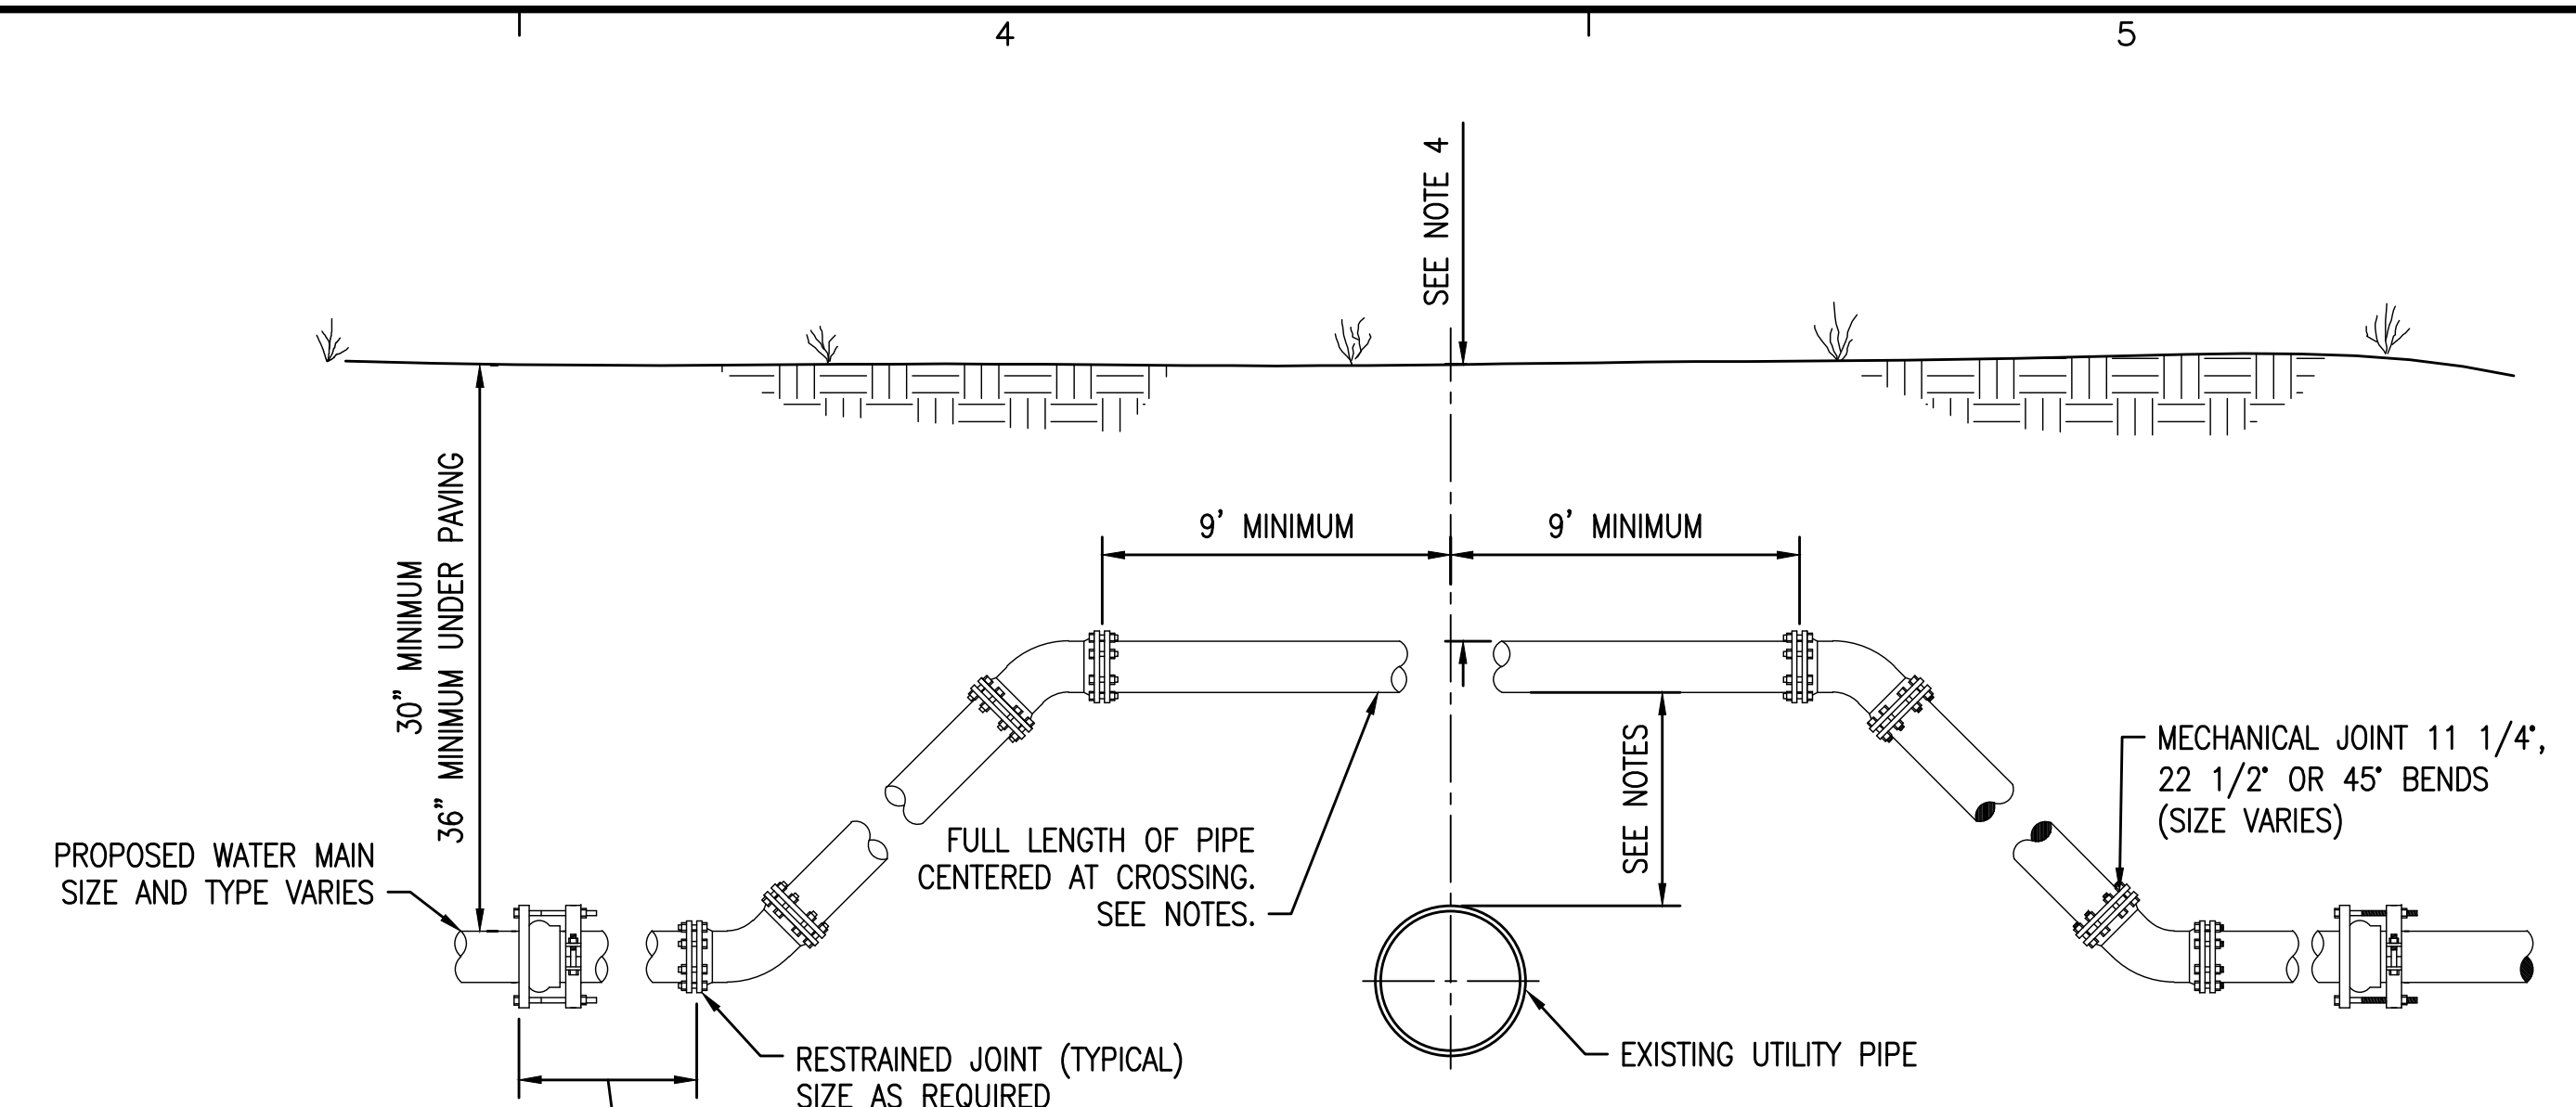 4
5
SEE NOTE 4
30" MINIMUM
36" MINIMUM UNDER PAVING
9' MINIMUM
9' MINIMUM
SEE NOTES
MECHANICAL JOINT 11 1/4°,
22 1/2° OR 45° BENDS
(SIZE VARIES)
PROPOSED WATER MAIN
SIZE AND TYPE VARIES
FULL LENGTH OF PIPE
CENTERED AT CROSSING.
SEE NOTES.
RESTRAINED JOINT (TYPICAL)
SIZE AS REQUIRED
EXISTING UTILITY PIPE